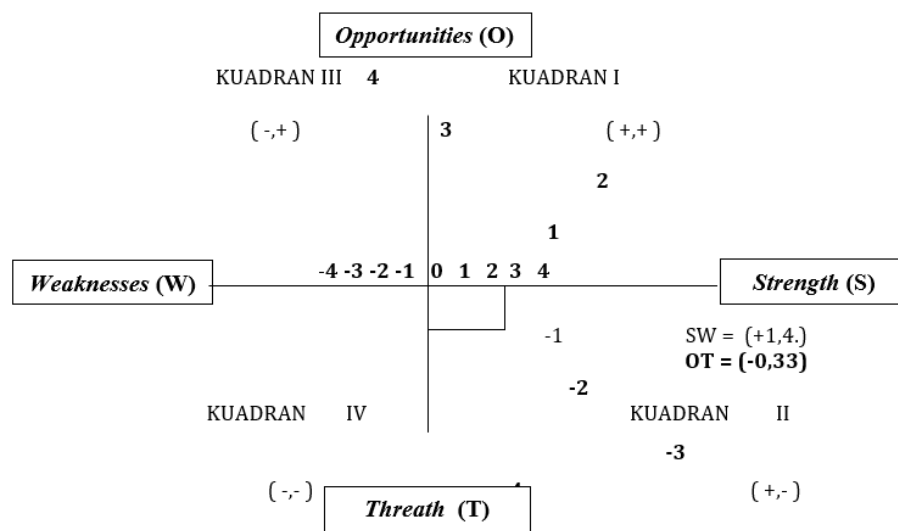 Opportunities (O)
KUADRAN III 4 KUADRAN I
( -,+ ) 3 ( +,+ )
2
1
-4 -3 -2 -1 0 1 2 3 4
Weaknesses (W) Strength (S)
-1 SW = (+1,4.)
OT = (-0,33)
-2
KUADRAN IV KUADRAN II
-3
( -,- ) ( +,- )
Threath (T)